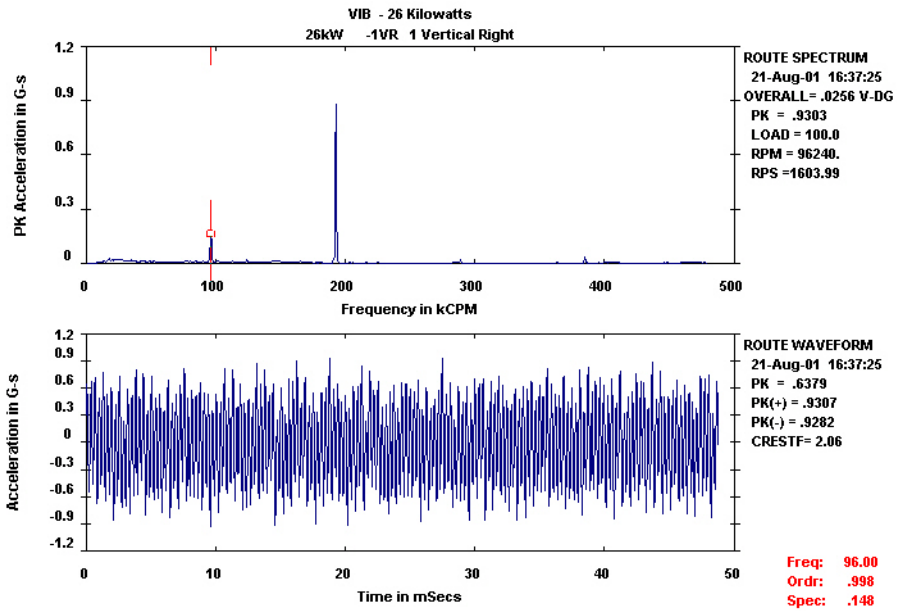 VIB - 26 Kilowatts
26kW -1VR 1 Vertical Right
1.2
0.9
0.6
0.3
0
PK Acceleration in G-s
0 100 200 300 400 500
Frequency in kCPM
ROUTE SPECTRUM
21-Aug-01 16:37:25
OVERALL= .0256 V-DG
PK = .9303
LOAD = 100.0
RPM = 96240.
RPS =1603.99
1.2
0.9
0.6
0.3
0
-0.3
-0.6
-0.9
-1.2
Acceleration in G-s
0 10 20 30 40 50
Time in mSecs
ROUTE WAVEFORM
21-Aug-01 16:37:25
PK = .6379
PK(+) = .9307
PK(-) = .9282
CRESTF= 2.06
Freq: 96.00
Ordr: .998
Spec: .148